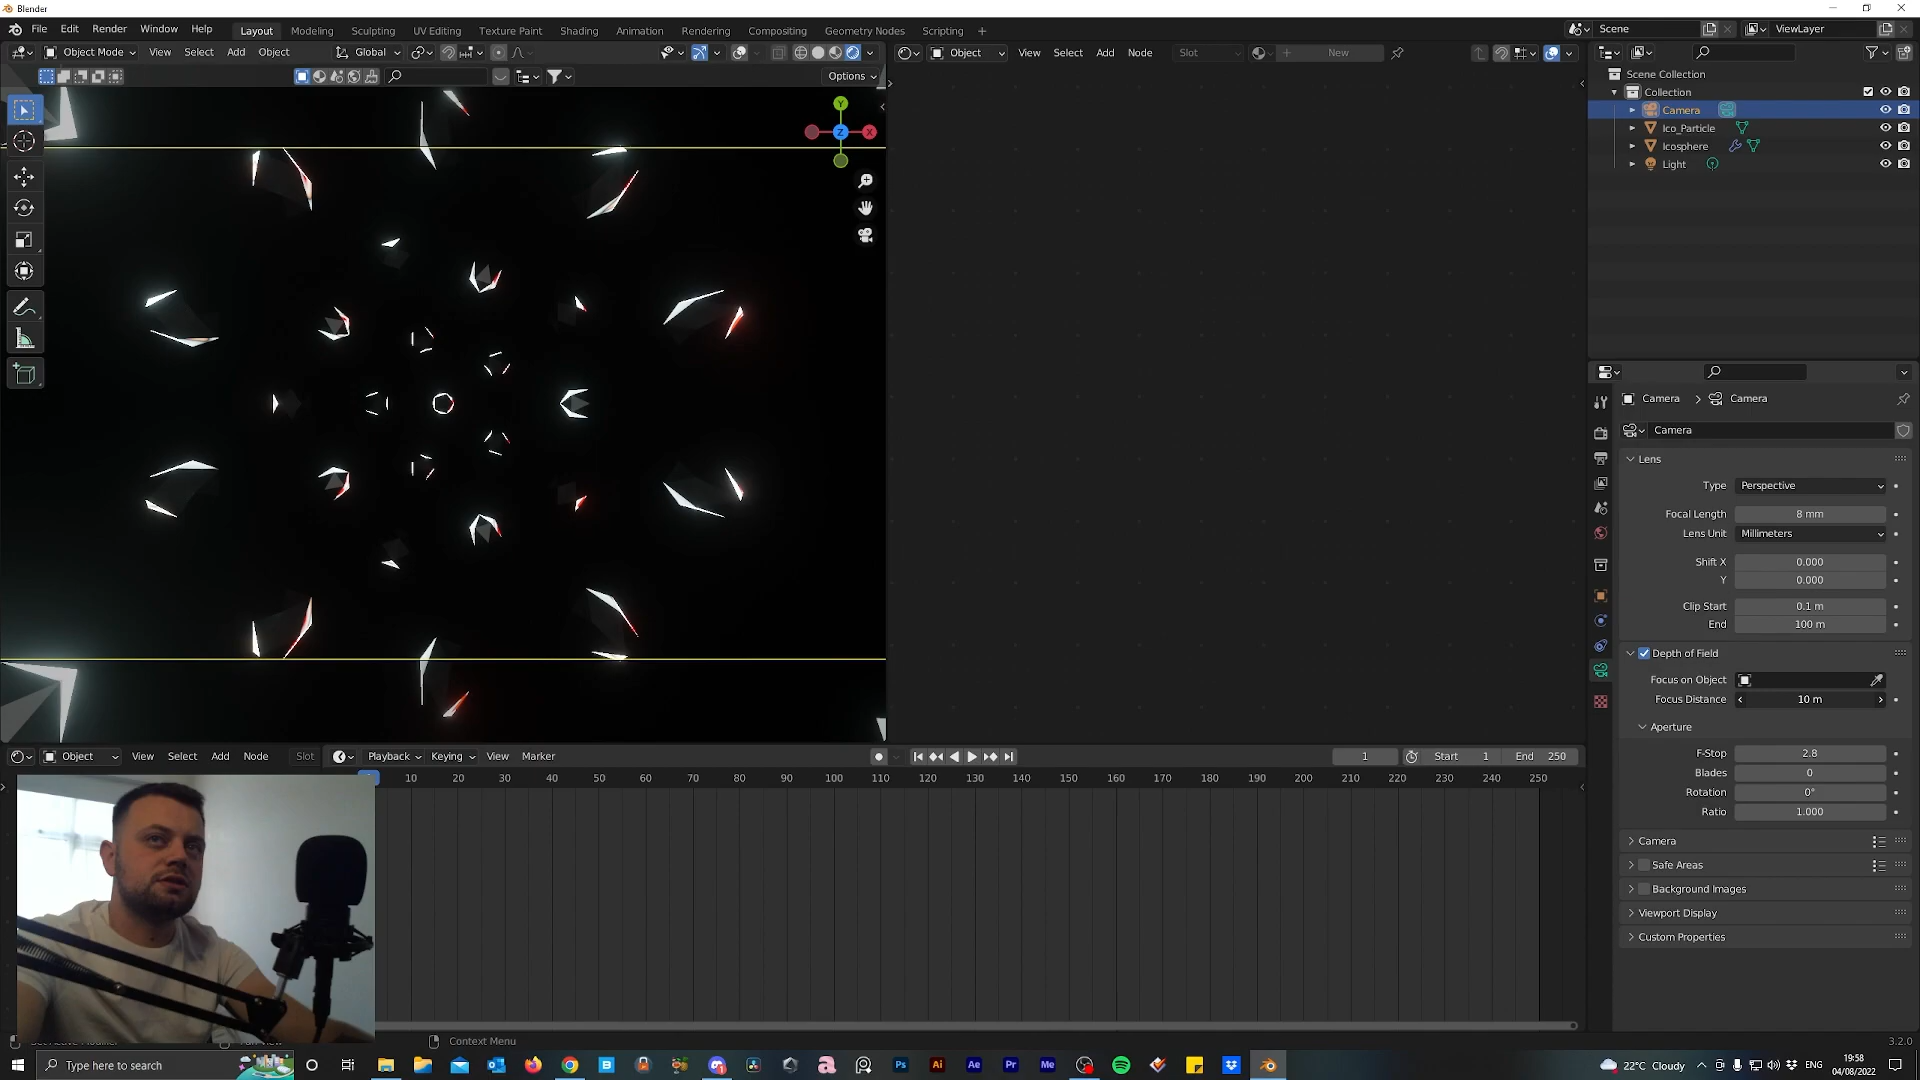 Blender
File Edit Render Window Help Layout Modeling Sculpting UV Editing Texture Paint Shading Animation Rendering Compositing Geometry Nodes Scripting + Scene ViewLayer
Object Mode View Select Add Object Global Object View Select Add Node Slot New
Options
Y
Z X
Scene Collection
Collection
Camera
Ico_Particle
Icosphere
Light
Camera > Camera
Camera
Lens
Type Perspective
Focal Length 8 mm
Lens Unit Millimeters
Shift X 0.000
Y 0.000
Clip Start 0.1 m
End 100 m
Depth of Field
Focus on Object
Focus Distance 10 m
Aperture
F-Stop 2.8
Blades 0
Rotation 0°
Ratio 1.000
Camera
Safe Areas
Background Images
Viewport Display
Custom Properties
Object View Select Add Node Slot Playback Keying View Marker 1 Start 1 End 250
10 20 30 40 50 60 70 80 90 100 110 120 130 140 150 160 170 180 190 200 210 220 230 240 250
Context Menu 3.2.0
Type here to search Ps Ai Ae Pr Me 22°C Cloudy ENG 19:58
04/08/2022